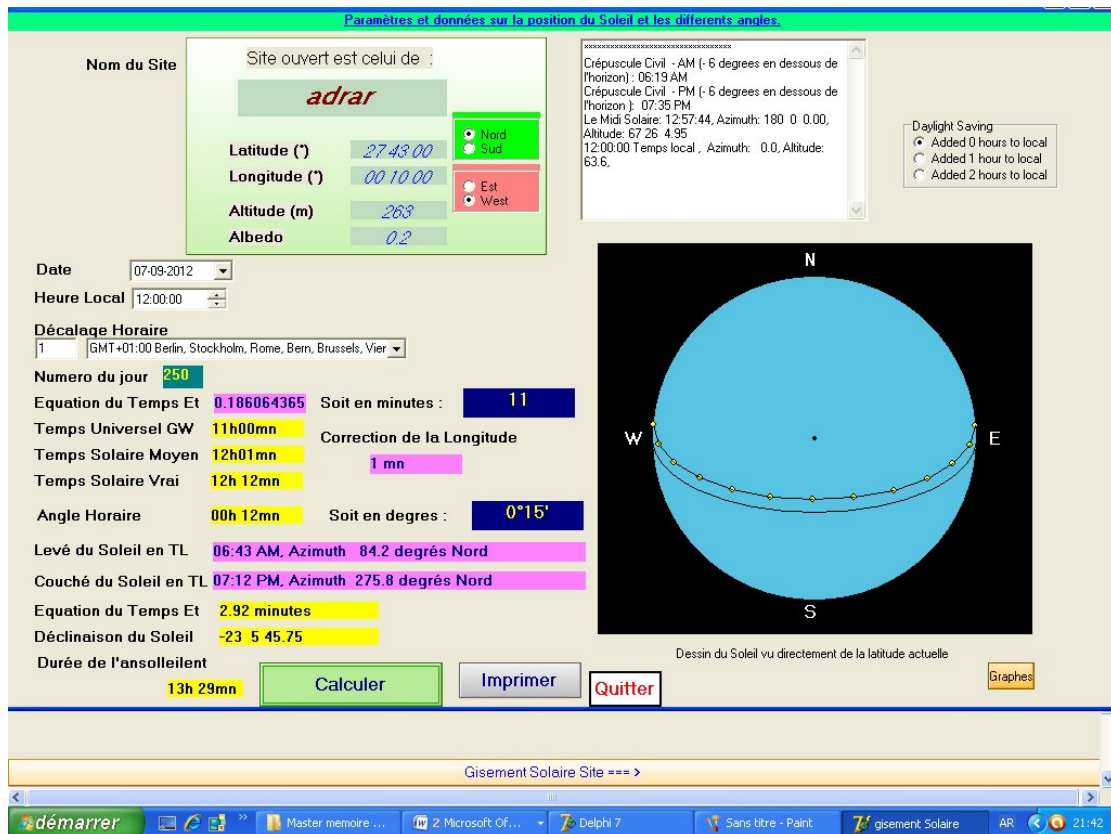 Paramètres et données sur la position du Soleil et les differents angles.
Nom du Site
Site ouvert est celui de :
adrar
Latitude (°) 27 43 00
Nord
Sud
Longitude (°) 00 10 00
Est
West
Altitude (m) 263
Albedo 0.2
**********************************
Crépuscule Civil - AM (- 6 degrees en dessous de
l'horizon) : 06:19 AM
Crépuscule Civil - PM (- 6 degrees en dessous de
l'horizon ): 07:35 PM
Le Midi Solaire: 12:57:44, Azimuth: 180 0 0.00,
Altitude: 67 26 4.95
12:00:00 Temps local , Azimuth: 0.0, Altitude:
63.6,
Daylight Saving
Added 0 hours to local
Added 1 hour to local
Added 2 hours to local
Date 07-09-2012
Heure Local 12:00:00
Décalage Horaire
1 GMT+01:00 Berlin, Stockholm, Rome, Bern, Brussels, Vier
Numero du jour 250
Equation du Temps Et 0.186064365 Soit en minutes : 11
Temps Universel GW 11h00mn
Correction de la Longitude
Temps Solaire Moyen 12h01mn
1 mn
Temps Solaire Vrai 12h 12mn
Angle Horaire 00h 12mn Soit en degres : 0°15'
Levé du Soleil en TL 06:43 AM, Azimuth 84.2 degrés Nord
Couché du Soleil en TL 07:12 PM, Azimuth 275.8 degrés Nord
Equation du Temps Et 2.92 minutes
Déclinaison du Soleil -23 5 45.75
Durée de l'ansolleilent
13h 29mn
Calculer
Imprimer
Quitter
N
W
E
S
Dessin du Soleil vu directement de la latitude actuelle
Graphes
Gisement Solaire Site === >
démarrer
»
Master memoire ...
2 Microsoft Of...
Delphi 7
Sans titre - Paint
gisement Solaire
AR
21:42